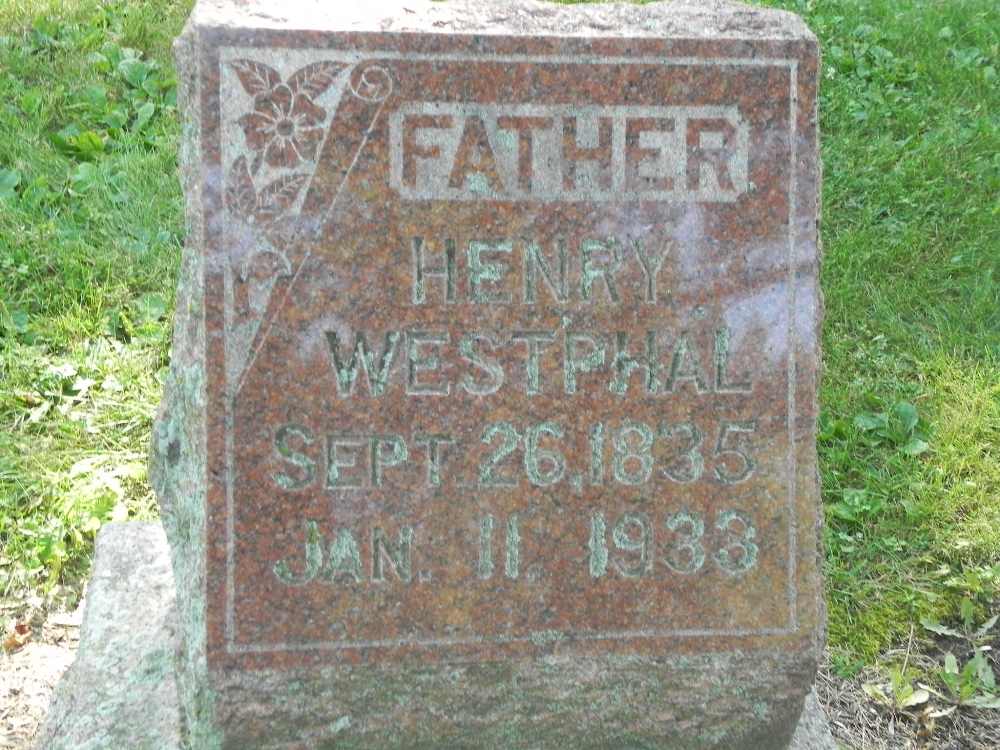 FATHER
HENRY
WESTPHAL
SEPT. 26, 1835
JAN. 11, 1933